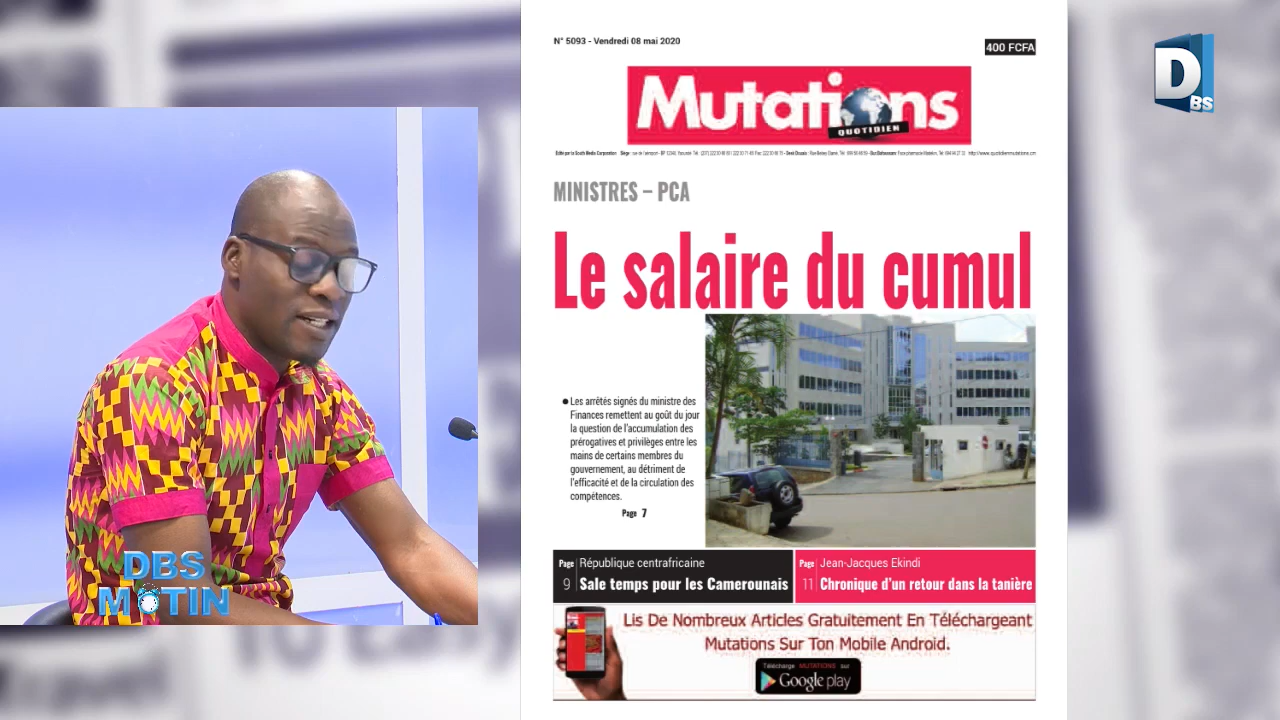 N° 5093 - Vendredi 08 mai 2020
400 FCFA
Mutations
QUOTIDIEN
MINISTRES – PCA
Le salaire du cumul
Les arrêtés signés du ministre des
Finances remettent au goût du jour
la question de l'accumulation des
prérogatives et privilèges entre les
mains de certains membres du
gouvernement, au détriment de
l'efficacité et de la circulation des
compétences.
Page 7
Page 9 République centrafricaine
Sale temps pour les Camerounais
Page 11 Jean-Jacques Ekindi
Chronique d'un retour dans la tanière
Lis De Nombreux Articles Gratuitement En Téléchargeant
Mutations Sur Ton Mobile Android.
Télécharge MUTATIONS sur
Google play
DBS
DBS
MATIN